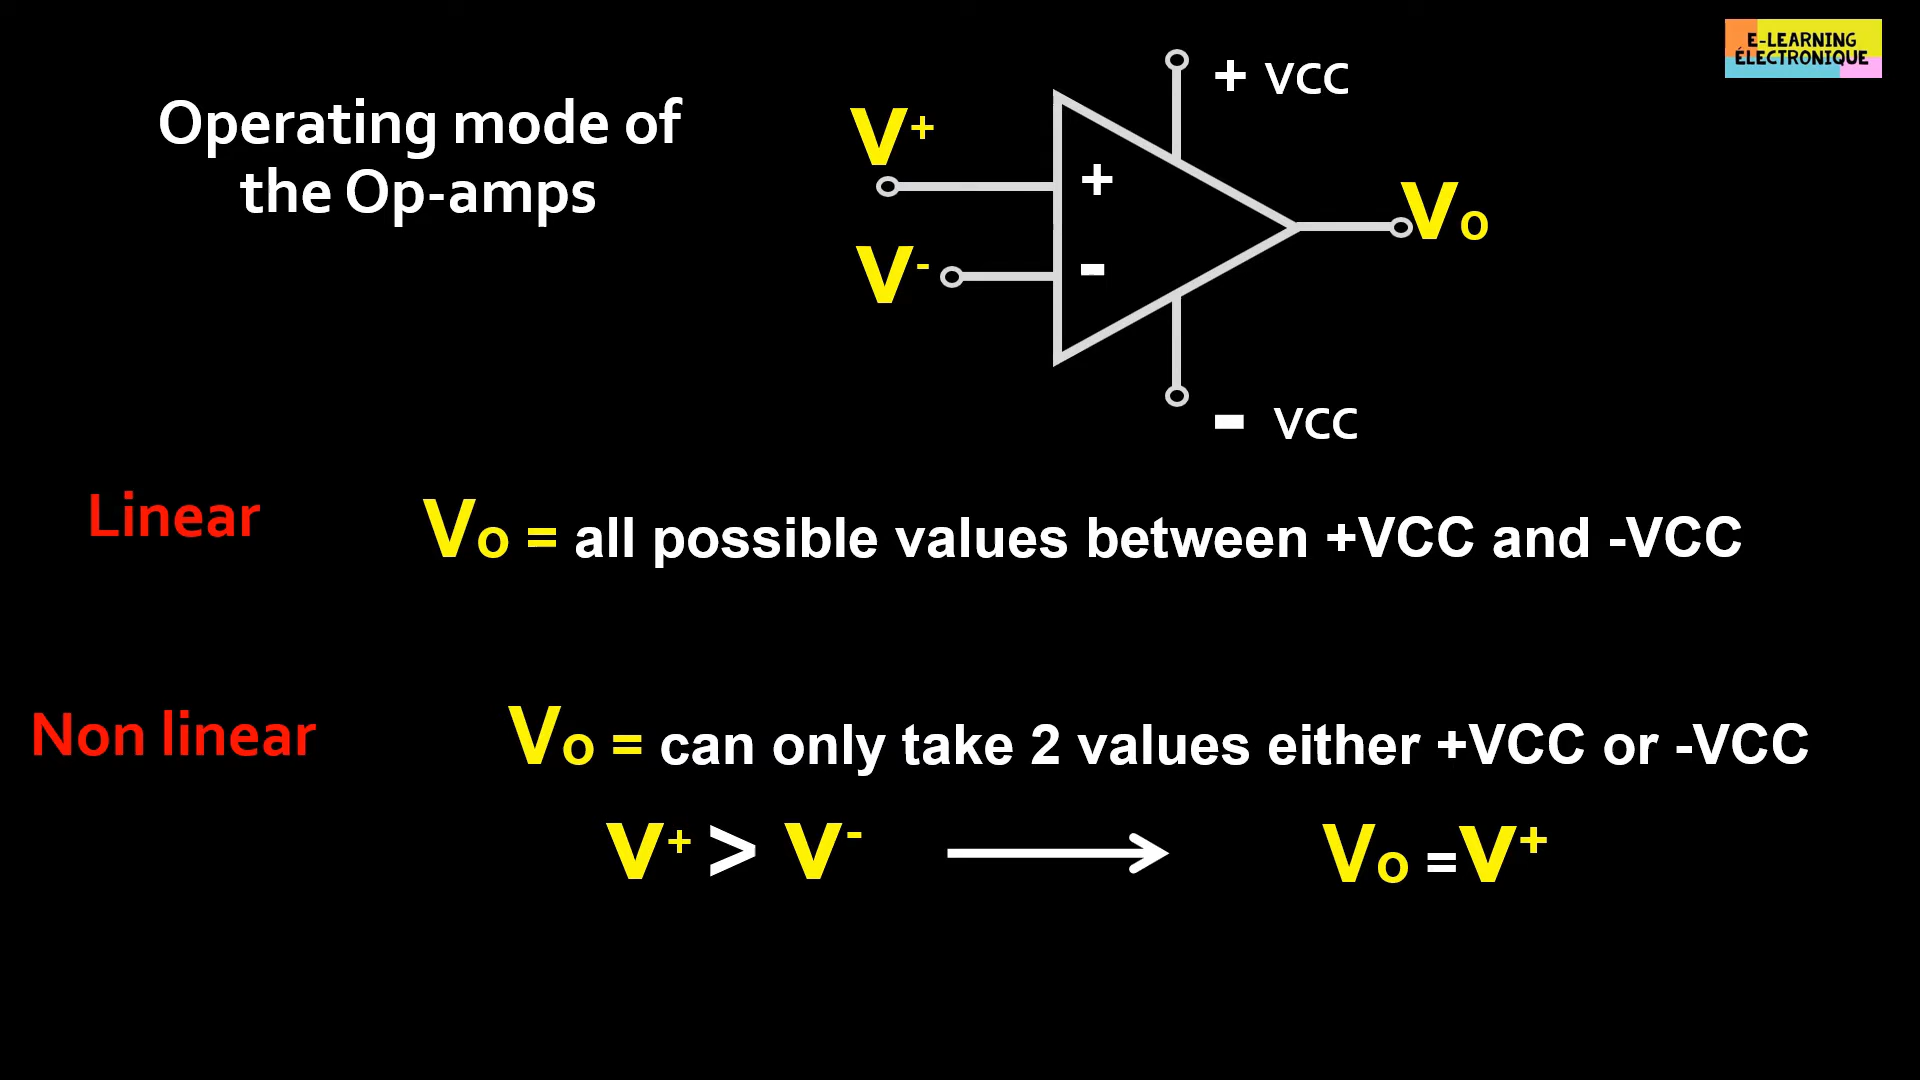 E-LEARNING
ÉLECTRONIQUE
Operating mode of
the Op-amps
+ VCC
V+
+
Vo
V-
-
- VCC
Linear
Vo = all possible values between +VCC and -VCC
Non linear
Vo = can only take 2 values either +VCC or -VCC
V+ > V- → Vo =V+